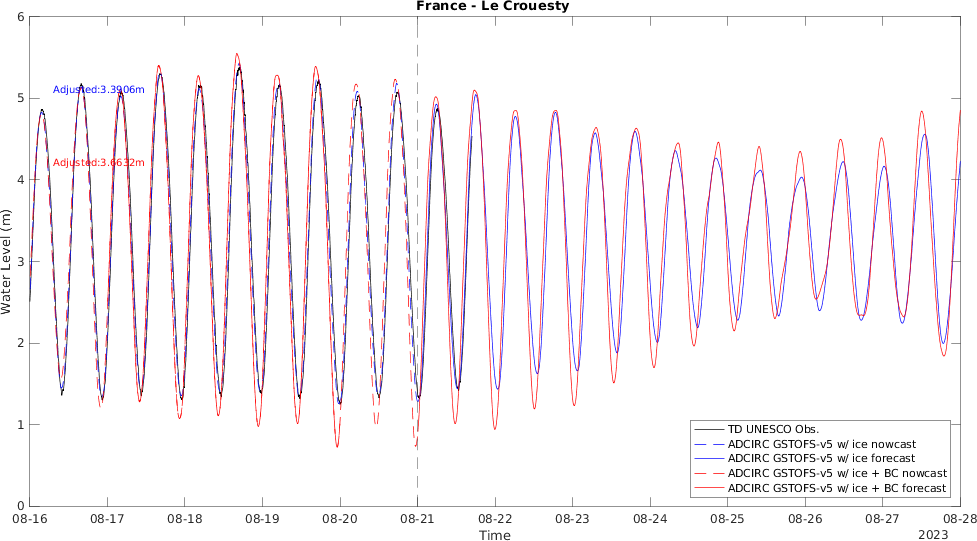 France - Le Crouesty
6
5
4
3
2
1
0
Water Level (m)
Adjusted:3.3906m
Adjusted:3.6632m
TD UNESCO Obs.
ADCIRC GSTOFS-v5 w/ ice nowcast
ADCIRC GSTOFS-v5 w/ ice forecast
ADCIRC GSTOFS-v5 w/ ice + BC nowcast
ADCIRC GSTOFS-v5 w/ ice + BC forecast
08-16 08-17 08-18 08-19 08-20 08-21 08-22 08-23 08-24 08-25 08-26 08-27 08-28
Time
2023